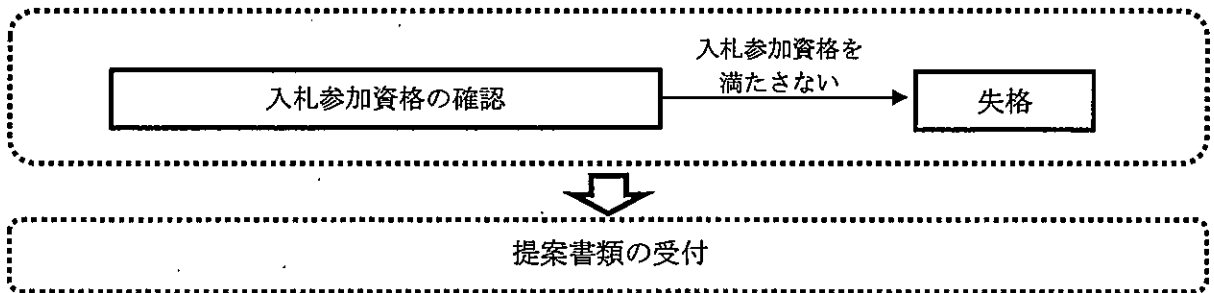 入札参加資格を
満たさない
入札参加資格の確認
失格
提案書類の受付